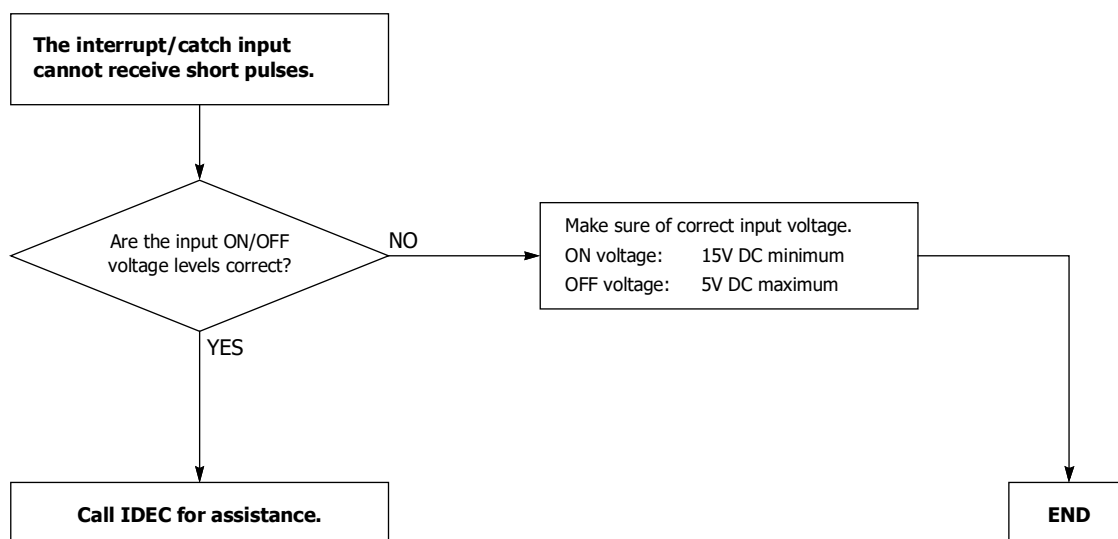 The interrupt/catch input
cannot receive short pulses.
Are the input ON/OFF
voltage levels correct?
NO
Make sure of correct input voltage.
ON voltage: 15V DC minimum
OFF voltage: 5V DC maximum
YES
Call IDEC for assistance.
END